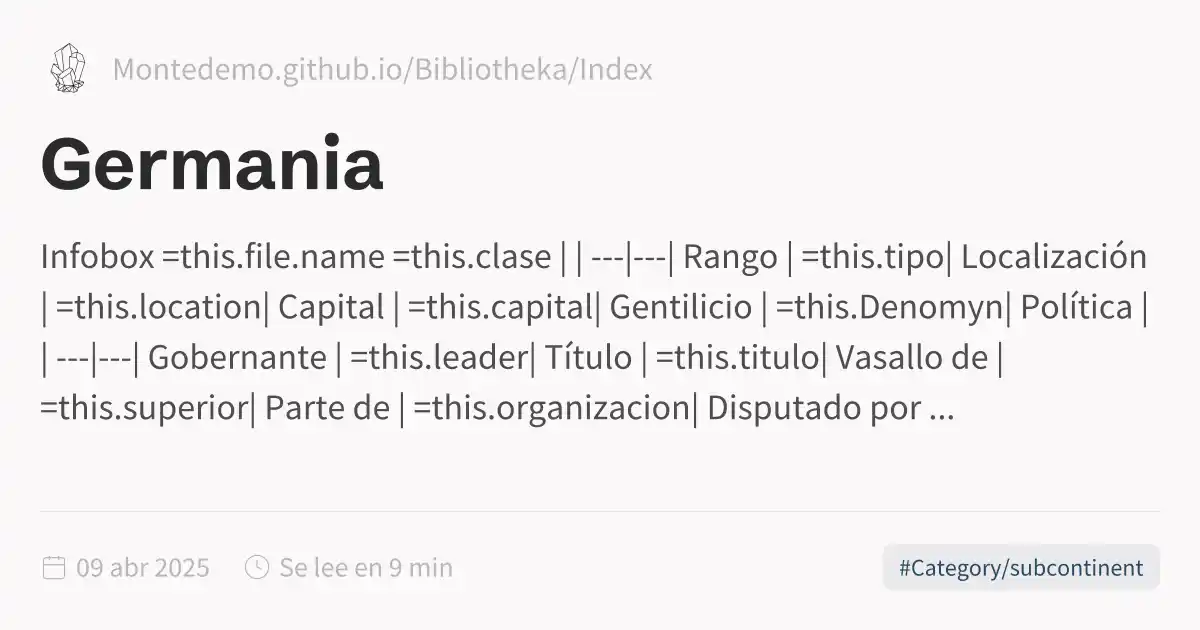 Montedemo.github.io/Bibliotheka/Index
Germania
Infobox =this.file.name =this.clase | | ---|---| Rango | =this.tipo| Localización
| =this.location| Capital | =this.capital| Gentilicio | =this.Denomyn| Política |
| ---|---| Gobernante | =this.leader| Título | =this.titulo| Vasallo de |
=this.superior| Parte de | =this.organizacion| Disputado por ...
09 abr 2025 Se lee en 9 min #Category/subcontinent